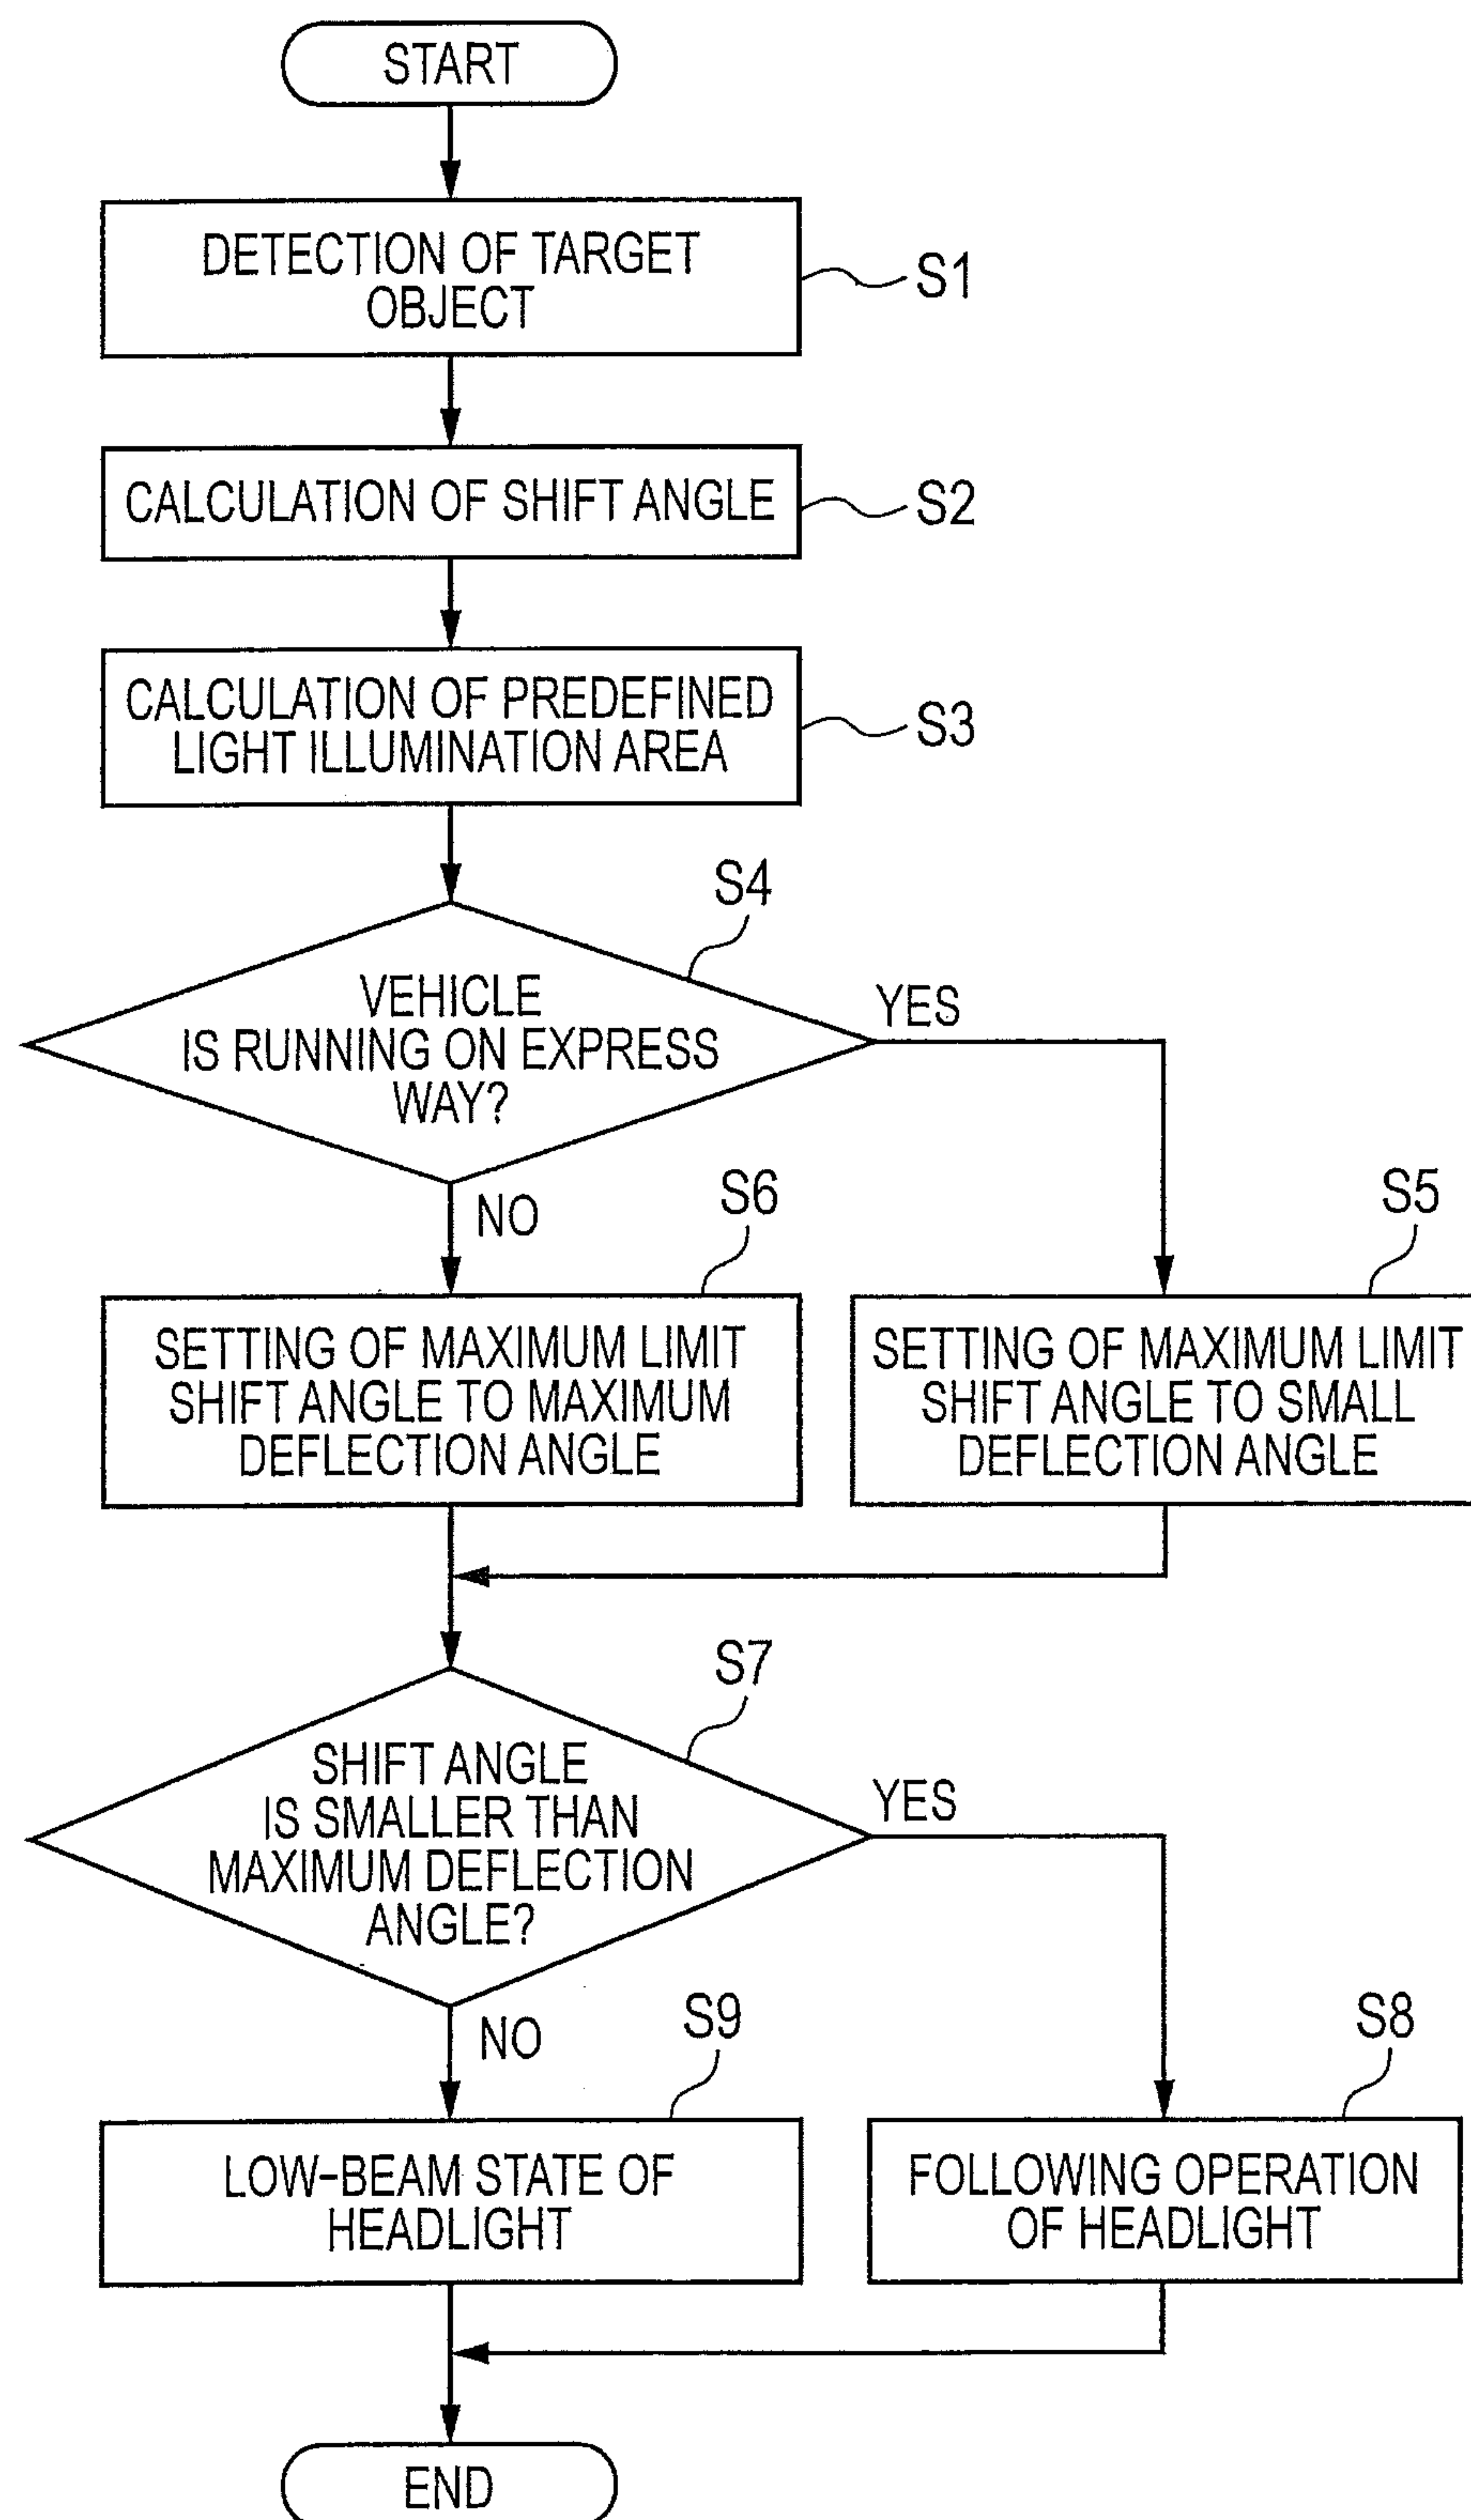 START
DETECTION OF TARGET
OBJECT
S1
CALCULATION OF SHIFT ANGLE
S2
CALCULATION OF PREDEFINED
LIGHT ILLUMINATION AREA
S3
S4
VEHICLE
IS RUNNING ON EXPRESS
WAY?
YES
NO
S6
SETTING OF MAXIMUM LIMIT
SHIFT ANGLE TO MAXIMUM
DEFLECTION ANGLE
S5
SETTING OF MAXIMUM LIMIT
SHIFT ANGLE TO SMALL
DEFLECTION ANGLE
S7
SHIFT ANGLE
IS SMALLER THAN
MAXIMUM DEFLECTION
ANGLE?
YES
NO
S9
LOW-BEAM STATE OF
HEADLIGHT
S8
FOLLOWING OPERATION
OF HEADLIGHT
END